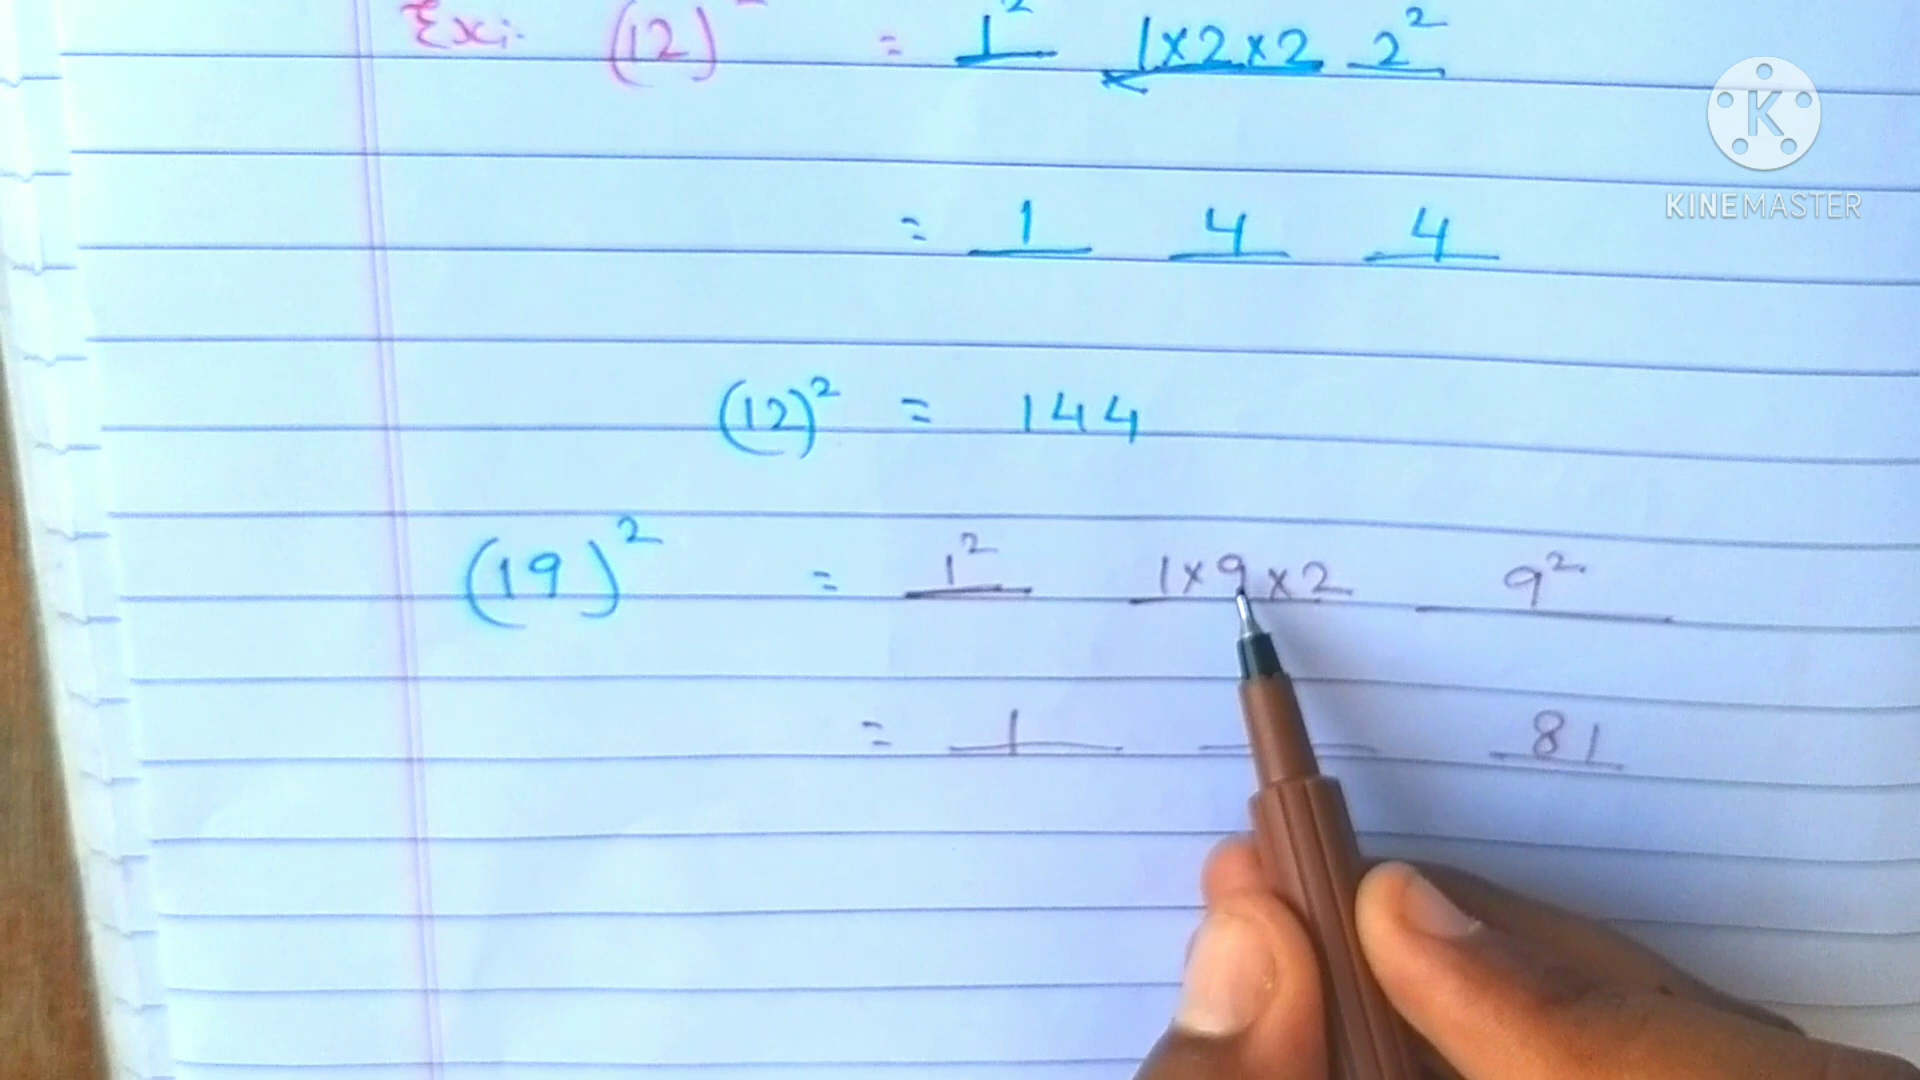 Ex: (12)² = 1² 1×2×2 2²
= 1 4 4
(12)² = 144
(19)² = 1² 1×9×2 9²
= 1 81
K
KINEMASTER